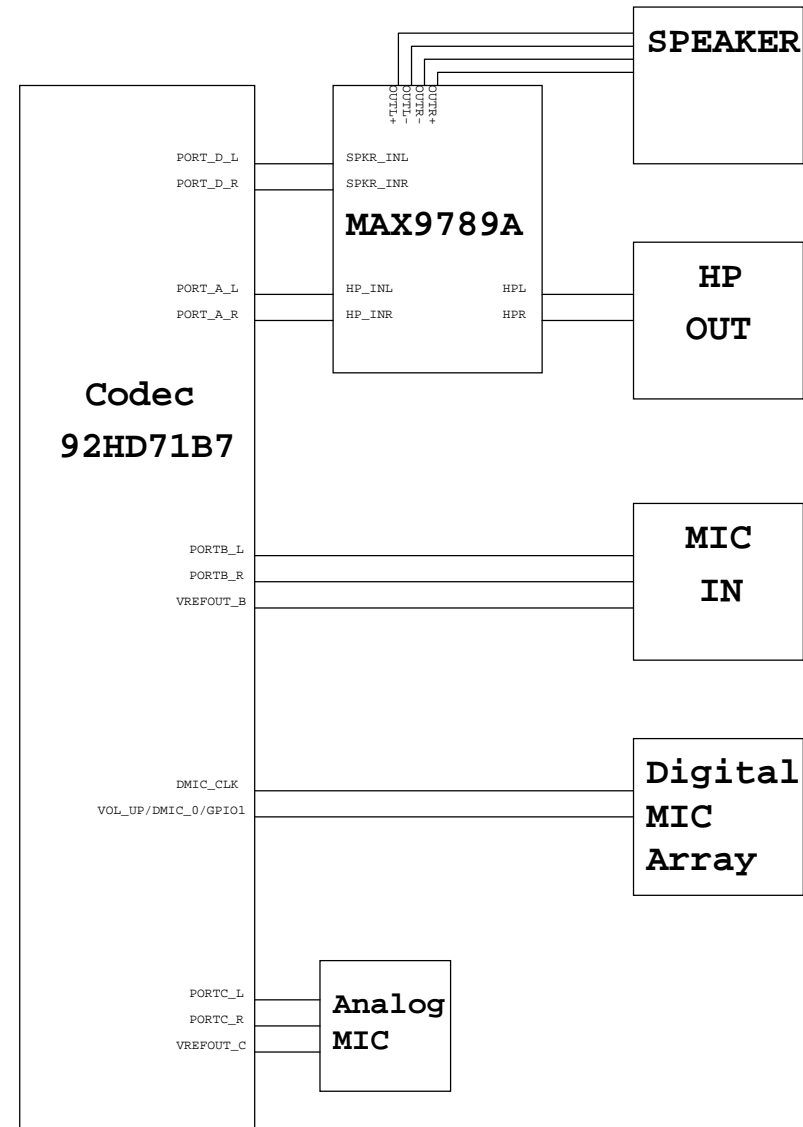 SPEAKER
OUTL+
OUTL-
OUTR-
OUTR+
PORT_D_L
SPKR_INL
PORT_D_R
SPKR_INR
MAX9789A
HP
OUT
PORT_A_L
HP_INL
HPL
PORT_A_R
HP_INR
HPR
Codec
92HD71B7
MIC
IN
PORTB_L
PORTB_R
VREFOUT_B
Digital
MIC
Array
DMIC_CLK
VOL_UP/DMIC_0/GPIO1
PORTC_L
PORTC_R
VREFOUT_C
Analog
MIC